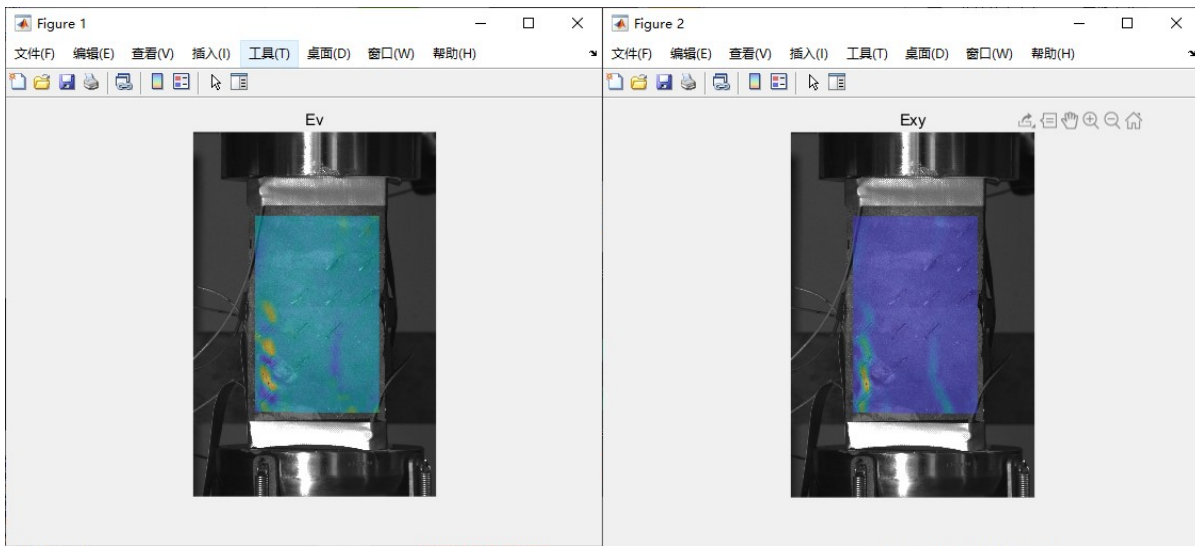 Figure 1
文件(F) 编辑(E) 查看(V) 插入(I) 工具(T) 桌面(D) 窗口(W) 帮助(H)
Ev
Figure 2
文件(F) 编辑(E) 查看(V) 插入(I) 工具(T) 桌面(D) 窗口(W) 帮助(H)
Exy